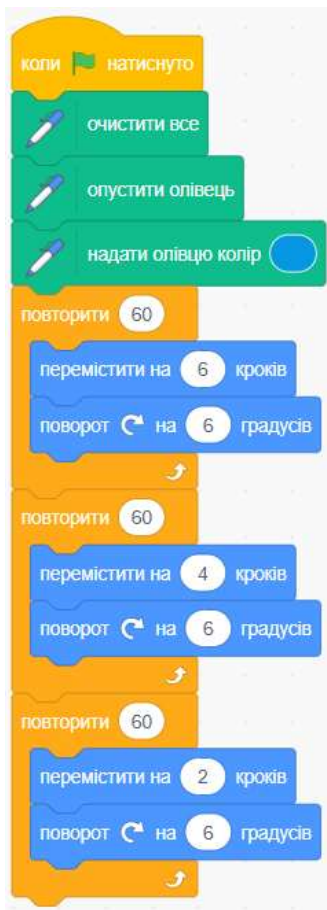 коли натиснуто
очистити все
опустити олівець
надати олівцю колір
повторити 60
перемістити на 6 кроків
поворот на 6 градусів
повторити 60
перемістити на 4 кроків
поворот на 6 градусів
повторити 60
перемістити на 2 кроків
поворот на 6 градусів